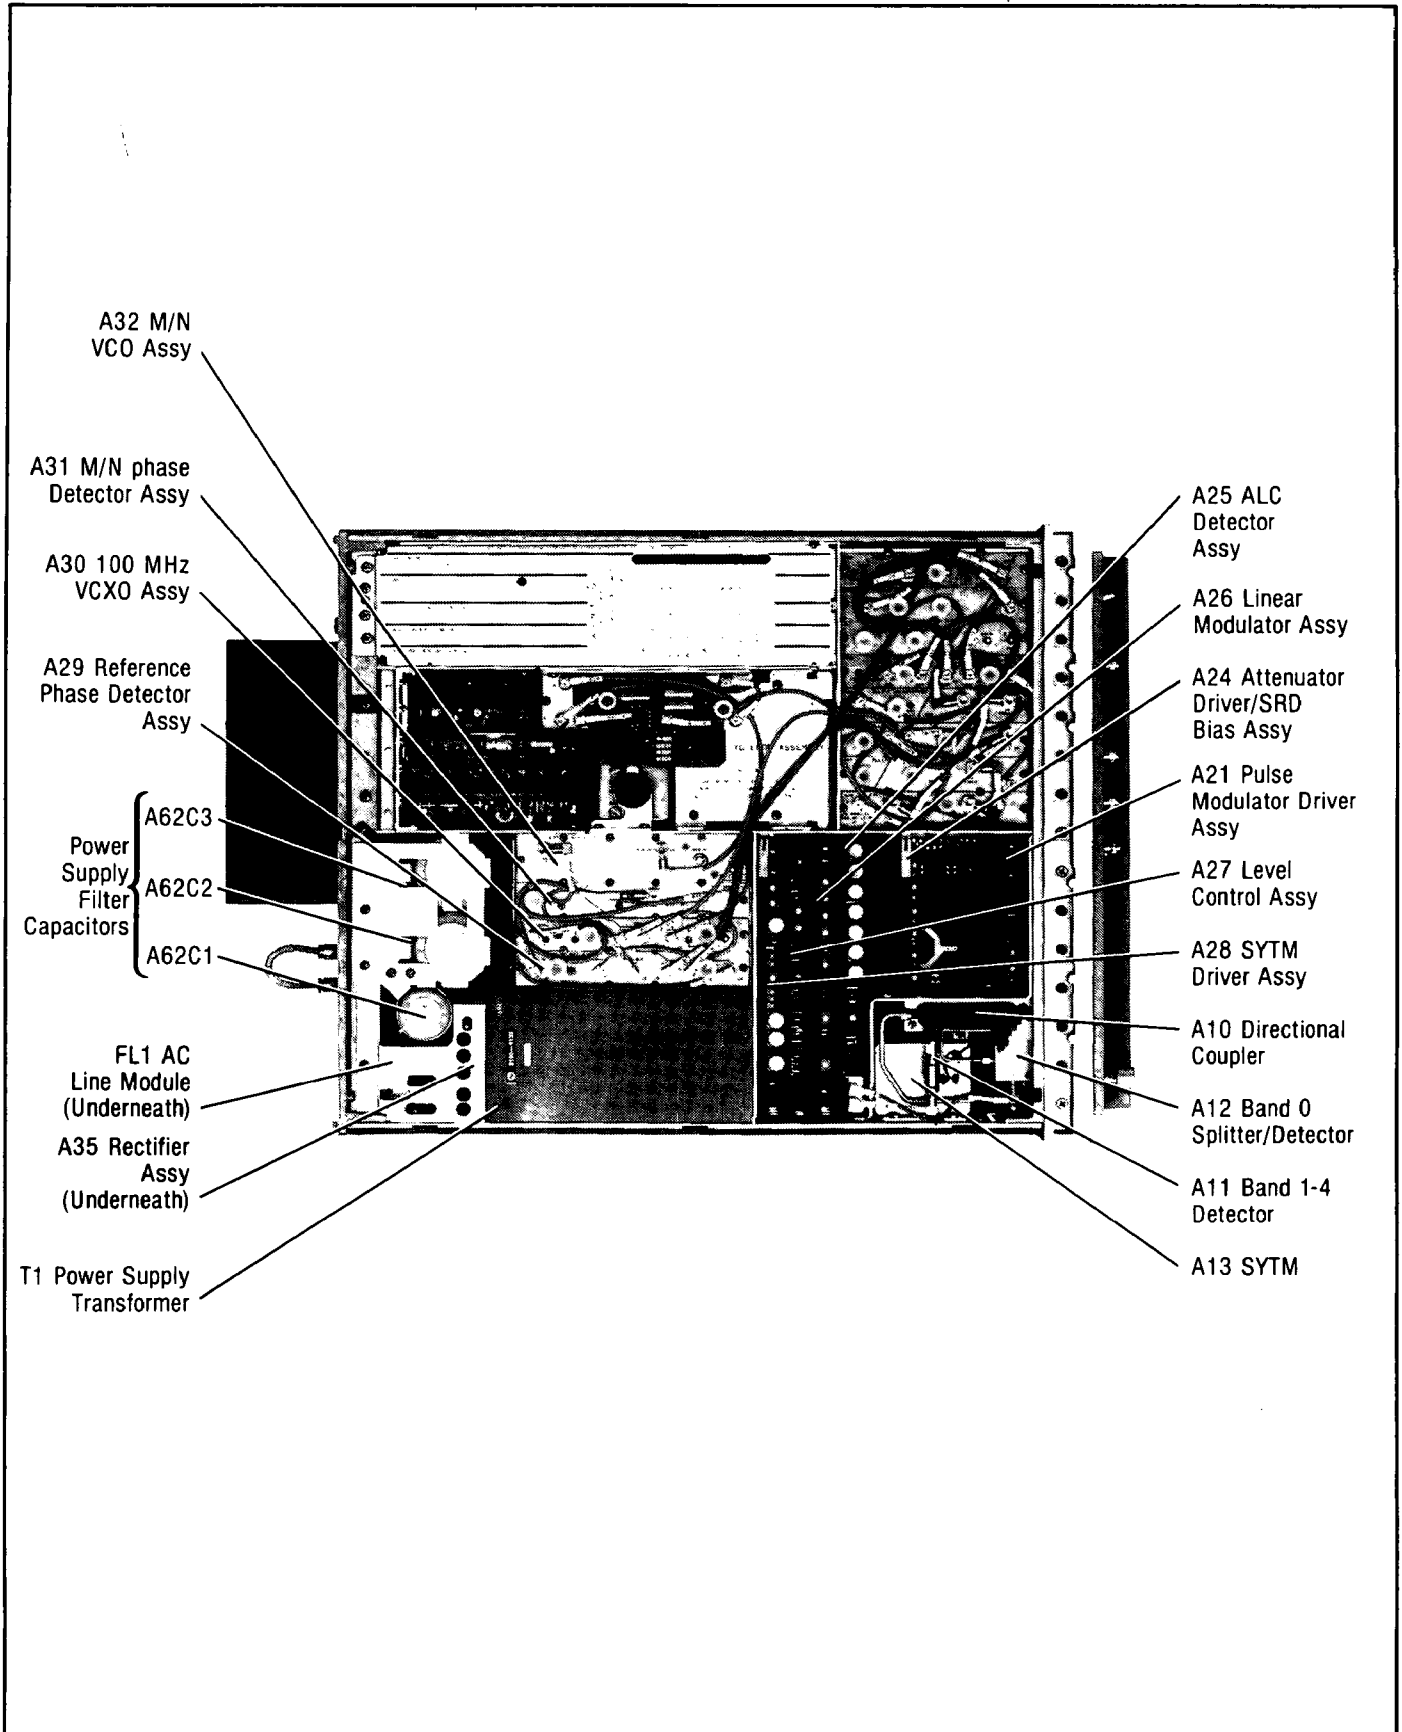 A32 M/N
VCO Assy
A31 M/N phase
Detector Assy
A30 100 MHz
VCXO Assy
A29 Reference
Phase Detector
Assy
Power
Supply
Filter
Capacitors
A62C3
A62C2
A62C1
FL1 AC
Line Module
(Underneath)
A35 Rectifier
Assy
(Underneath)
T1 Power Supply
Transformer
A25 ALC
Detector
Assy
A26 Linear
Modulator Assy
A24 Attenuator
Driver/SRD
Bias Assy
A21 Pulse
Modulator Driver
Assy
A27 Level
Control Assy
A28 SYTM
Driver Assy
A10 Directional
Coupler
A12 Band 0
Splitter/Detector
A11 Band 1-4
Detector
A13 SYTM